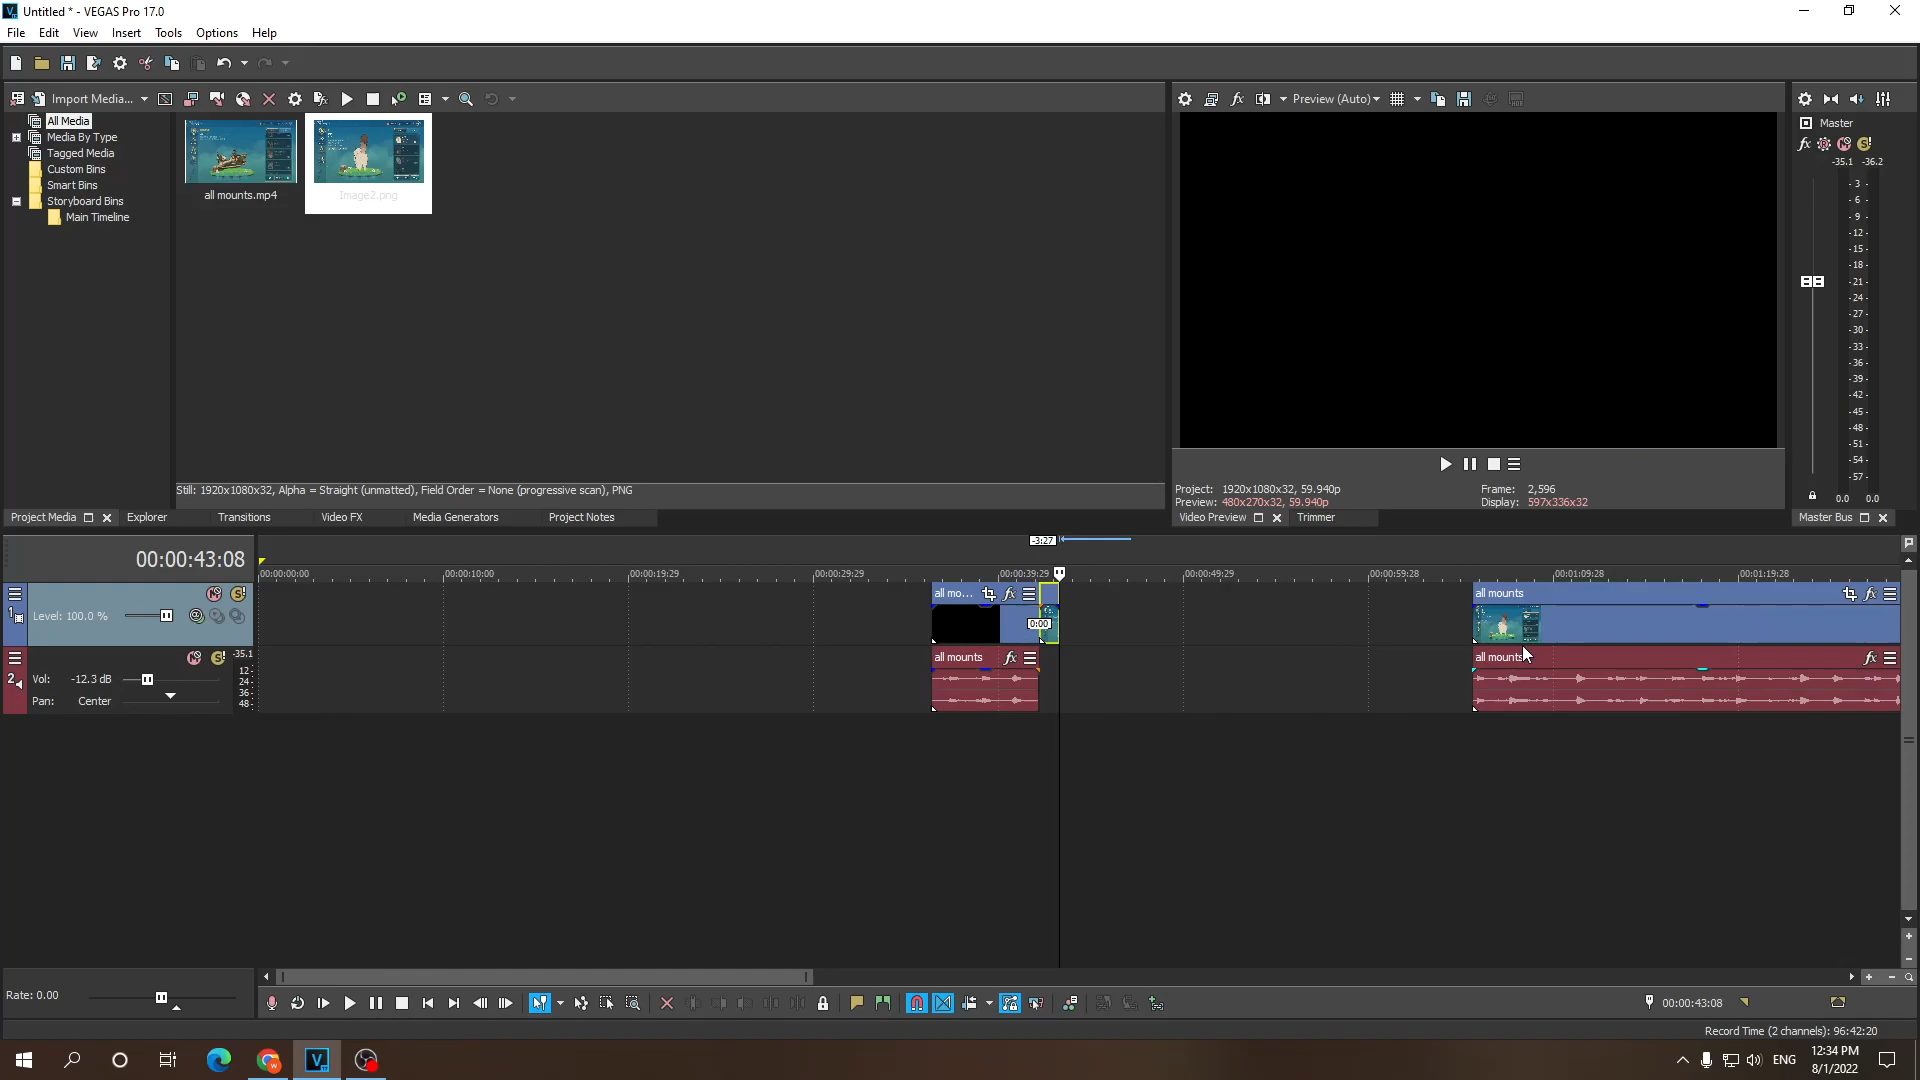 Untitled * - VEGAS Pro 17.0
File Edit View Insert Tools Options Help
Import Media...
Preview (Auto)
All Media
Media By Type
Tagged Media
Custom Bins
Smart Bins
Storyboard Bins
Main Timeline
all mounts.mp4
Image2.png
Master
-35.1 -36.2
- 3 -
- 6 -
- 9 -
-12-
-15-
-18-
-21-
-24-
-27-
-30-
-33-
-36-
-39-
-42-
-45-
-48-
-51-
-54-
-57-
0.0 0.0
Still: 1920x1080x32, Alpha = Straight (unmatted), Field Order = None (progressive scan), PNG
Project: 1920x1080x32, 59.940p
Preview: 480x270x32, 59.940p
Frame: 2,596
Display: 597x336x32
Project Media Explorer Transitions Video FX Media Generators Project Notes
Video Preview Trimmer
Master Bus
00:00:43:08
-3:27
00:00:00:00 00:00:10:00 00:00:19:29 00:00:29:29 00:00:39:29 00:00:49:29 00:00:59:28 00:01:09:28 00:01:19:28
1
Level: 100.0 %
all mo...
0:00
all mounts
2
Vol: -12.3 dB
Pan: Center
-35.1
12-
24-
36-
48-
all mounts
all mounts
Rate: 0.00
00:00:43:08
Record Time (2 channels): 96:42:20
ENG
12:34 PM
8/1/2022